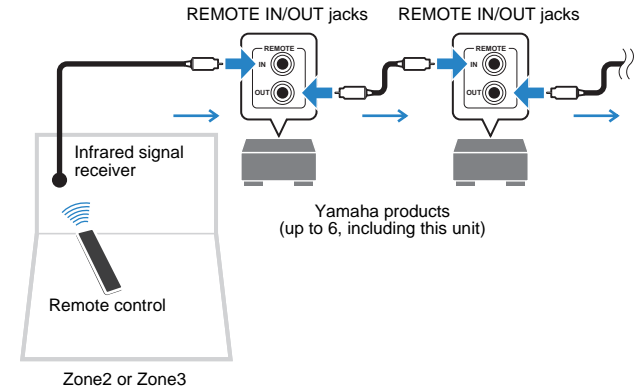 REMOTE IN/OUT jacks
REMOTE IN/OUT jacks
REMOTE
IN
OUT
REMOTE
IN
OUT
Infrared signal
receiver
Yamaha products
(up to 6, including this unit)
Remote control
Zone2 or Zone3